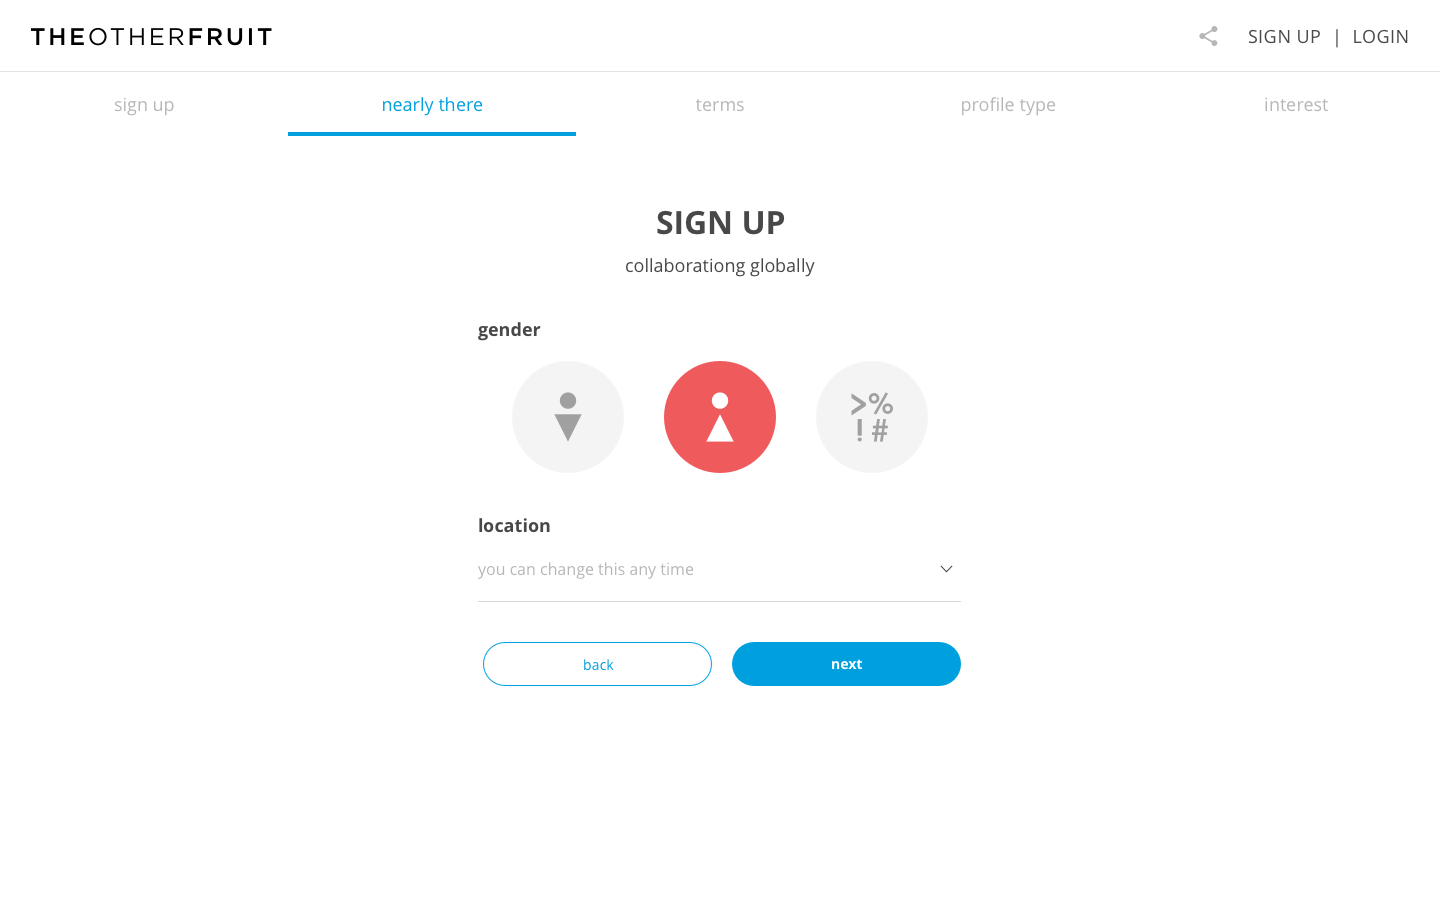 THEOTHERFRUIT
SIGN UP | LOGIN
sign up
nearly there
terms
profile type
interest
SIGN UP
collaborationg globally
gender
>%
!#
location
you can change this any time
back
next